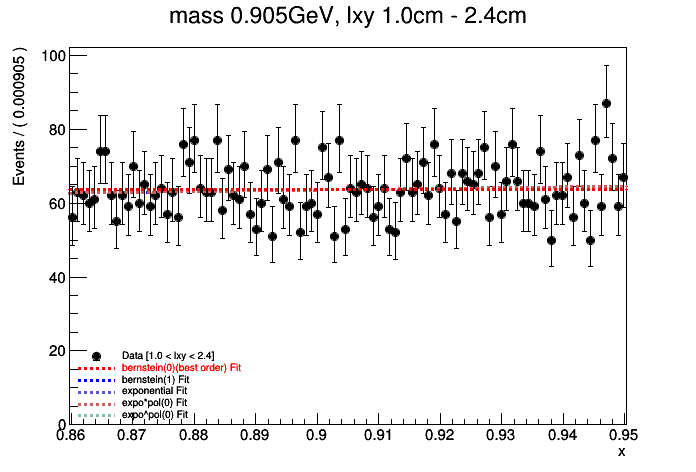 mass 0.905GeV, lxy 1.0cm - 2.4cm
Events / ( 0.000905 )
100
80
60
40
20
0
Data [1.0 < lxy < 2.4]
bernstein(0)(best order) Fit
bernstein(1) Fit
exponential Fit
expo*pol(0) Fit
expo^pol(0) Fit
0.86 0.87 0.88 0.89 0.9 0.91 0.92 0.93 0.94 0.95
x